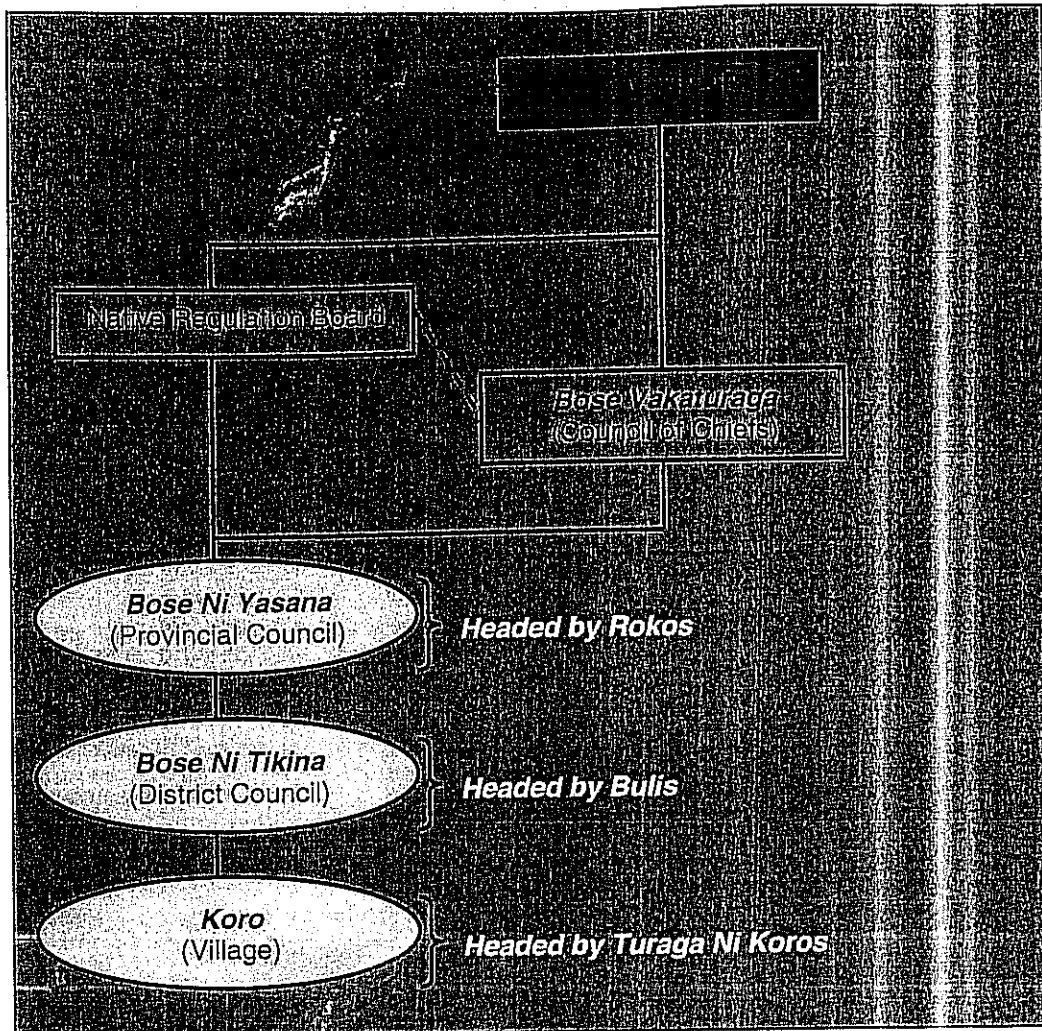 Native Regulation Board
Bose Vakaturaga
(Council of Chiefs)
Bose Ni Yasana
(Provincial Council)
Headed by Rokos
Bose Ni Tikina
(District Council)
Headed by Bulis
Koro
(Village)
Headed by Turaga Ni Koros